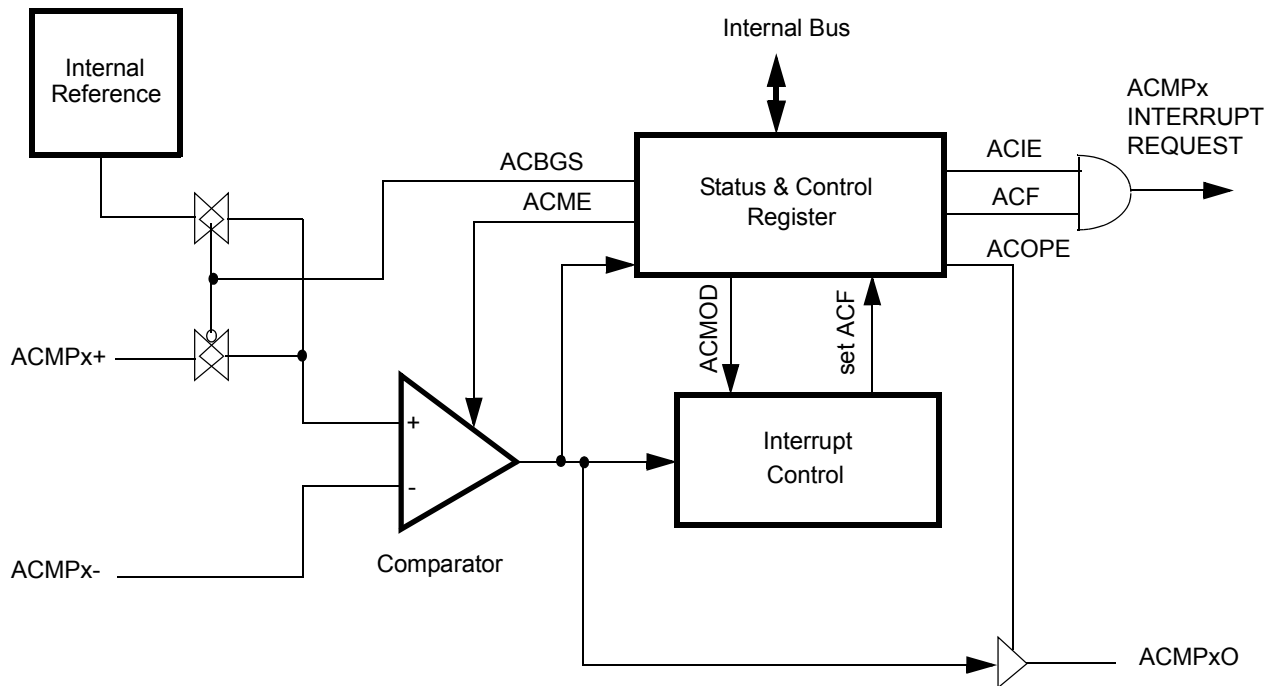 Internal Bus
Internal
Reference
ACMPx
INTERRUPT
REQUEST
ACBGS
ACME
Status & Control
Register
ACIE
ACF
ACOPE
ACMOD
set ACF
ACMPx+
+
-
Interrupt
Control
Comparator
ACMPx-
ACMPxO